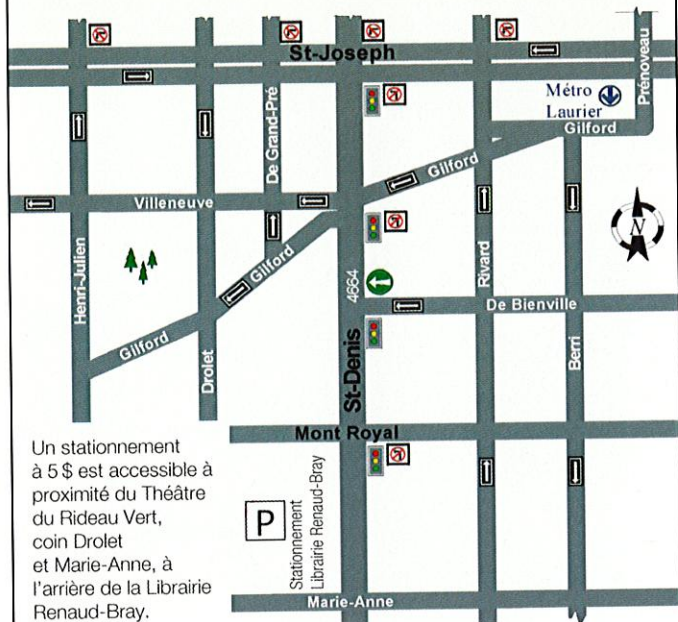 St-Joseph
De Grand-Pré
Prénoveau
Métro
Laurier
Gilford
Gilford
Villeneuve
Henri-Julien
Gilford
Rivard
N
4664
De Bienville
Gilford
Drolet
St-Denis
Berri
Mont Royal
Un stationnement
à 5 $ est accessible à
proximité du Théâtre
du Rideau Vert,
coin Drolet
et Marie-Anne, à
l'arrière de la Librairie
Renaud-Bray.
P
Stationnement
Librairie Renaud-Bray
Marie-Anne